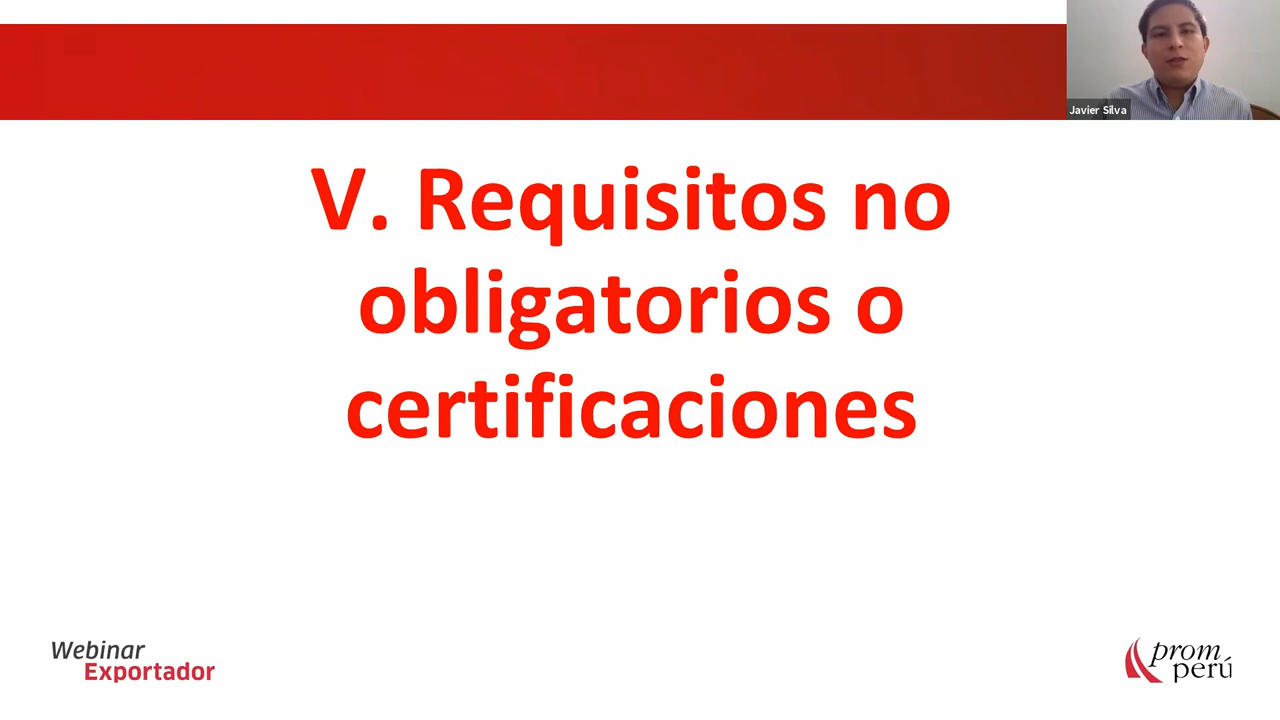 Javier Silva
V. Requisitos no
obligatorios o
certificaciones
Webinar
Exportador
prom
perú